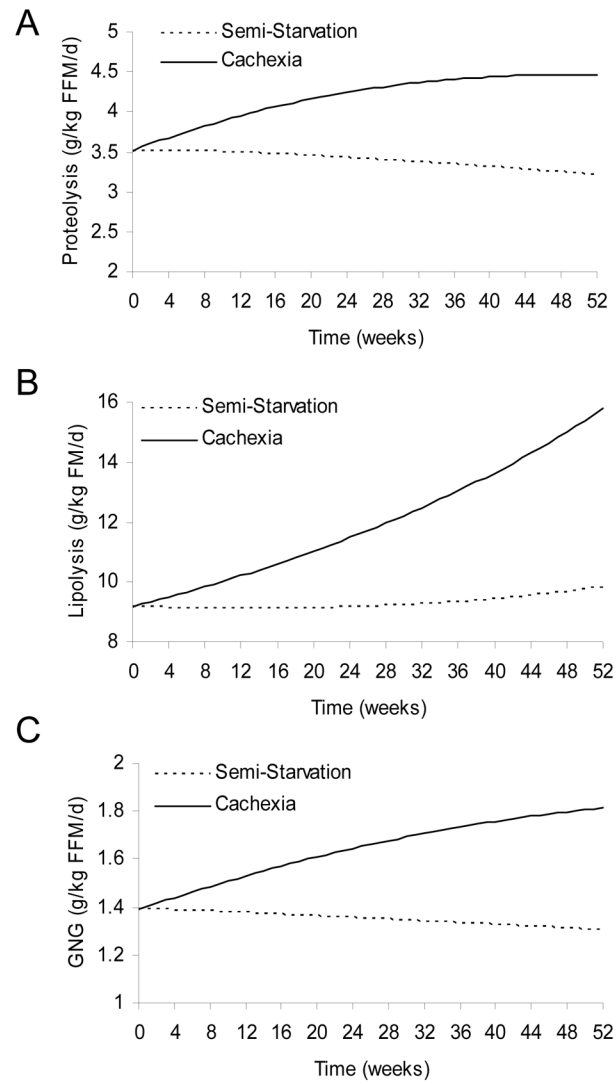 A
Proteolysis (g/kg FFM/d)
5
4.5
4
3.5
3
2.5
2
Semi-Starvation
Cachexia
0 4 8 12 16 20 24 28 32 36 40 44 48 52
Time (weeks)
B
Lipolysis (g/kg FM/d)
16
14
12
10
8
Semi-Starvation
Cachexia
0 4 8 12 16 20 24 28 32 36 40 44 48 52
Time (weeks)
C
GNG (g/kg FFM/d)
2
1.8
1.6
1.4
1.2
1
Semi-Starvation
Cachexia
0 4 8 12 16 20 24 28 32 36 40 44 48 52
Time (weeks)